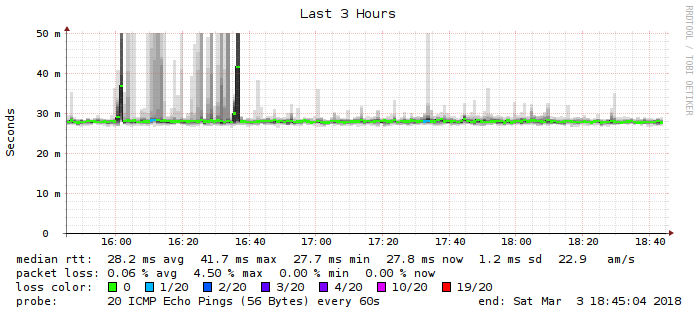 Last 3 Hours
RRDTOOL / TOBI OETIKER
Seconds
50 m
40 m
30 m
20 m
10 m
0
16:00 16:20 16:40 17:00 17:20 17:40 18:00 18:20 18:40
median rtt: 28.2 ms avg 41.7 ms max 27.7 ms min 27.8 ms now 1.2 ms sd 22.9 am/s
packet loss: 0.06 % avg 4.50 % max 0.00 % min 0.00 % now
loss color: 0 1/20 2/20 3/20 4/20 10/20 19/20
probe: 20 ICMP Echo Pings (56 Bytes) every 60s end: Sat Mar 3 18:45:04 2018